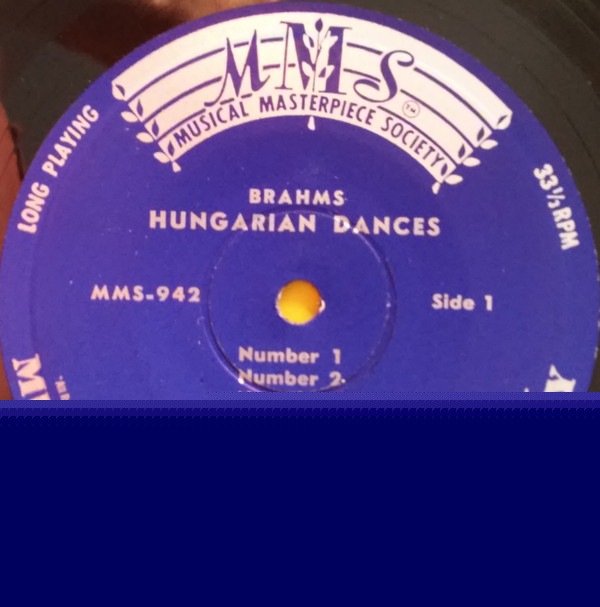 MMS
MUSICAL MASTERPIECE SOCIETY
TM
LONG PLAYING
33⅓ RPM
BRAHMS
HUNGARIAN DANCES
MMS-942
Side 1
Number 1
Number 2